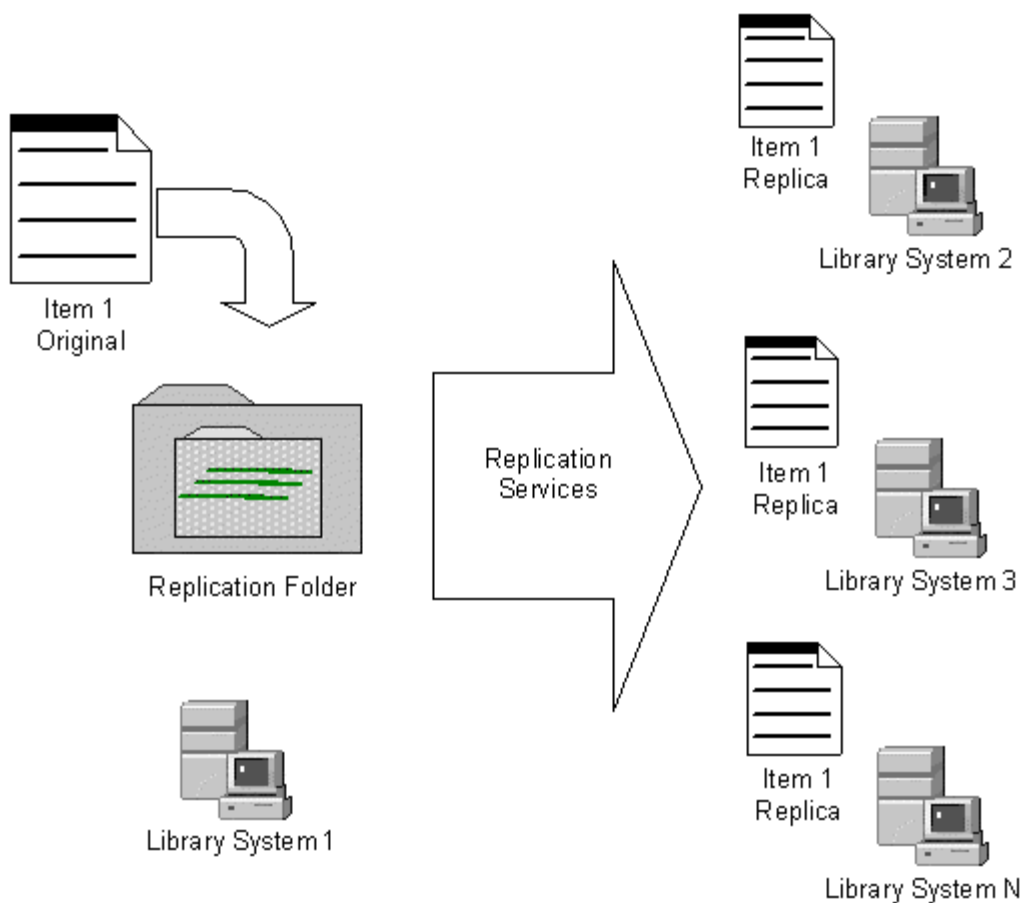 Item 1
Original
Replication Folder
Library System 1
Replication
Services
Item 1
Replica
Library System 2
Item 1
Replica
Library System 3
Item 1
Replica
Library System N